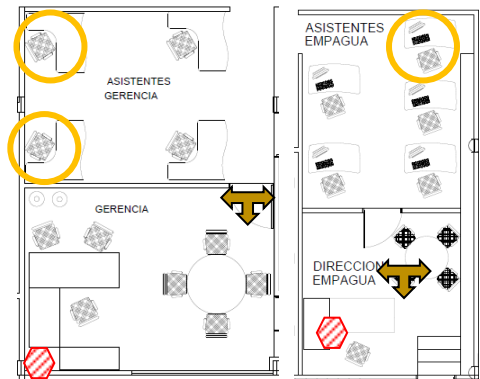 ASISTENTES
GERENCIA
GERENCIA
ASISTENTES
EMPAGUA
DIRECCION
EMPAGUA